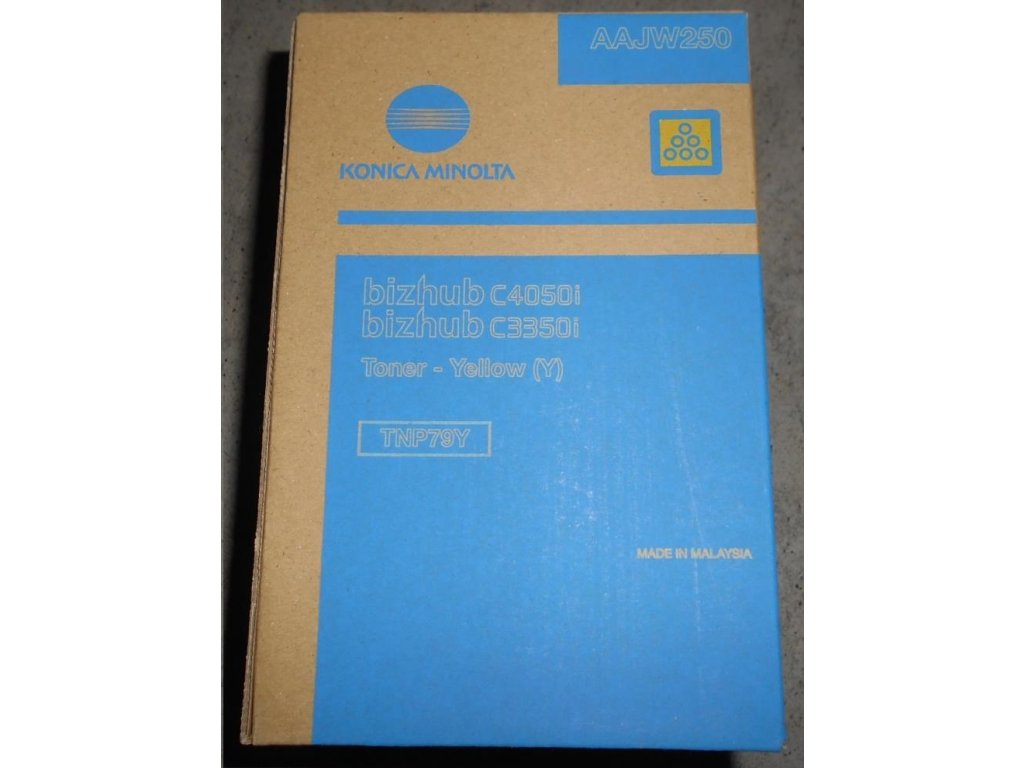 AAJW250
KONICA MINOLTA
bizhub C4050i
bizhub C3350i
Toner - Yellow (Y)
TNP79Y
MADE IN MALAYSIA